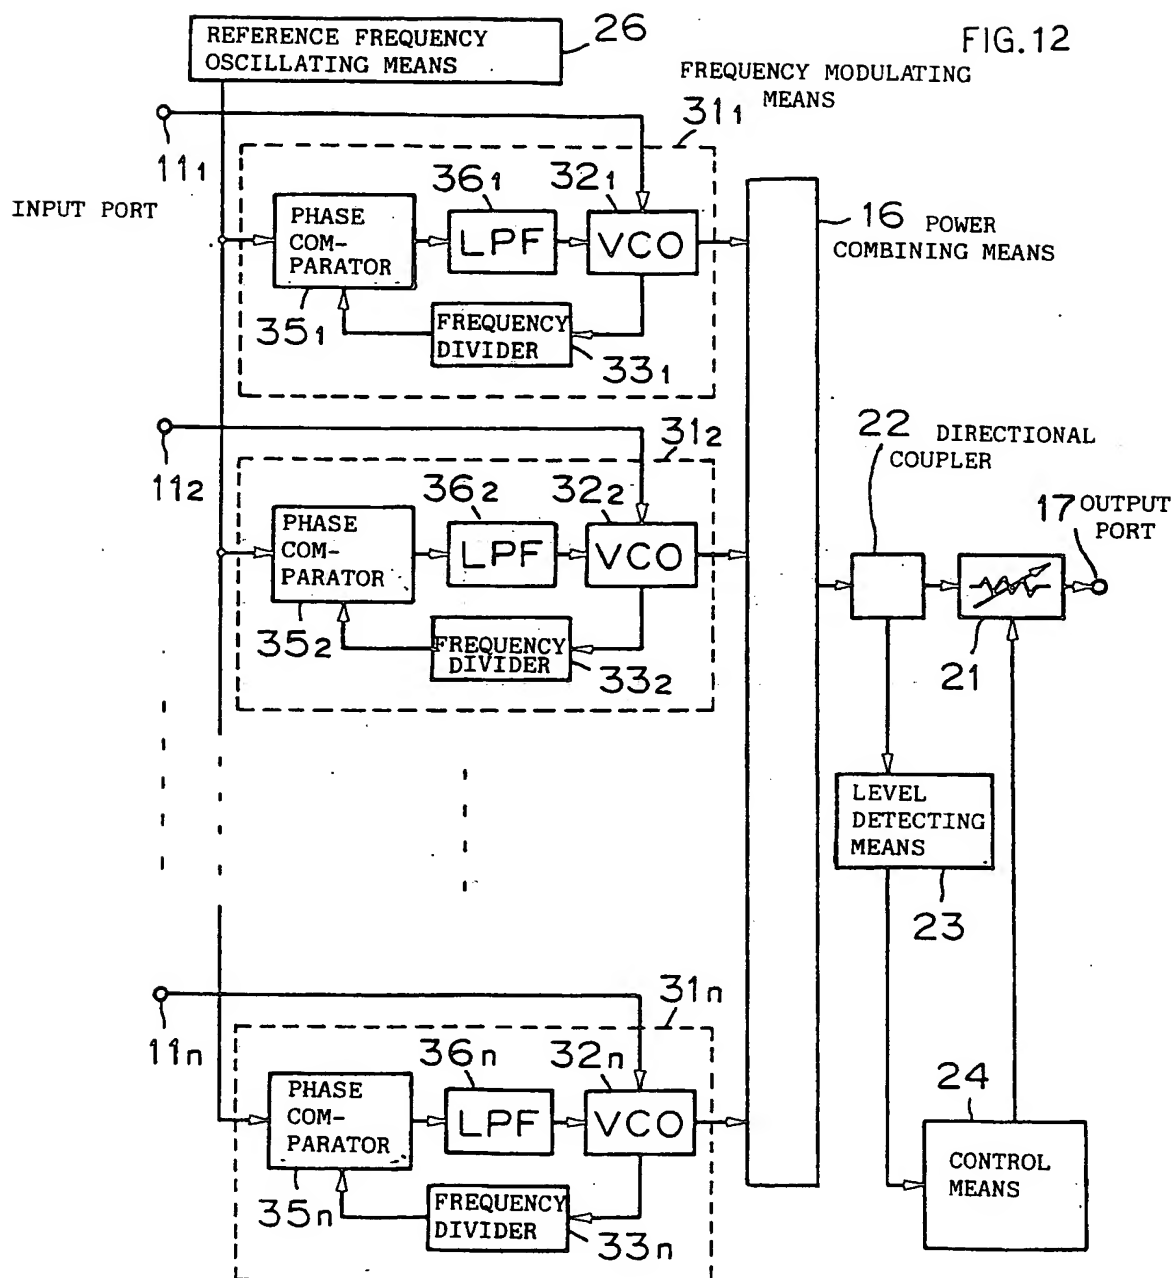 REFERENCE FREQUENCY
OSCILLATING MEANS
26
FIG.12
FREQUENCY MODULATING
MEANS
31₁
11₁
INPUT PORT
PHASE
COM-
PARATOR
35₁
36₁
LPF
32₁
VCO
FREQUENCY
DIVIDER
33₁
16 POWER
COMBINING MEANS
11₂
31₂
PHASE
COM-
PARATOR
35₂
36₂
LPF
32₂
VCO
FREQUENCY
DIVIDER
33₂
22 DIRECTIONAL
COUPLER
17 OUTPUT
PORT
21
LEVEL
DETECTING
MEANS
23
11n
31n
PHASE
COM-
PARATOR
35n
36n
LPF
32n
VCO
FREQUENCY
DIVIDER
33n
24
CONTROL
MEANS